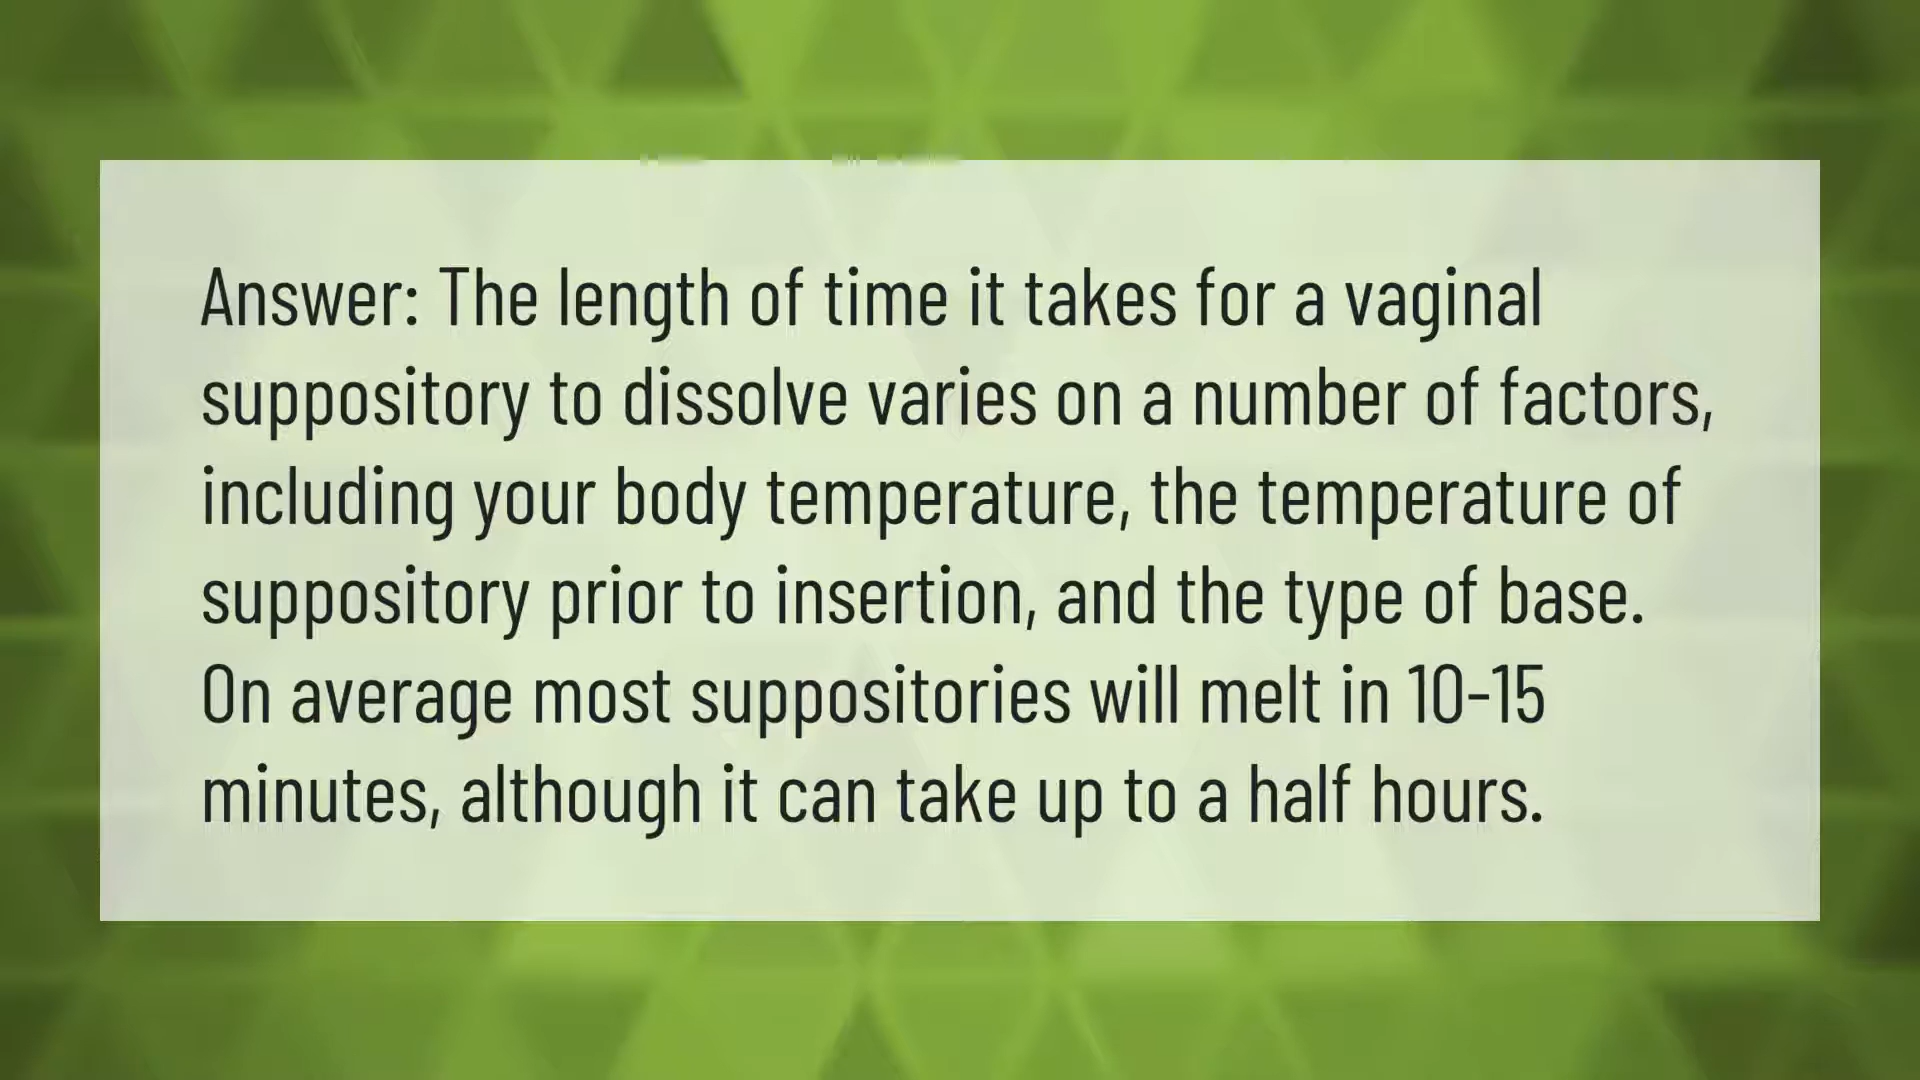 Answer: The length of time it takes for a vaginal
suppository to dissolve varies on a number of factors,
including your body temperature, the temperature of
suppository prior to insertion, and the type of base.
On average most suppositories will melt in 10-15
minutes, although it can take up to a half hours.